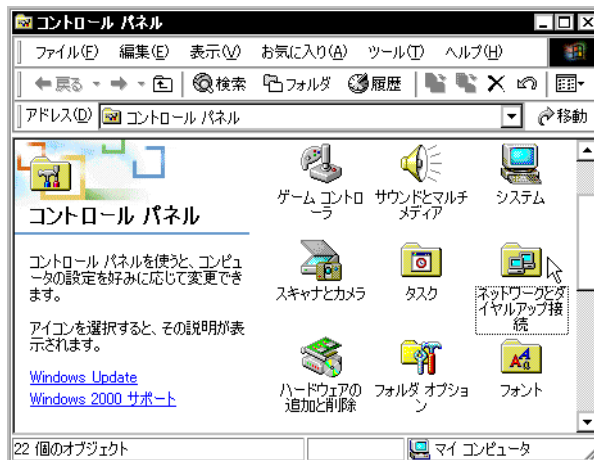 コントロール パネル
ファイル(F) 編集(E) 表示(V) お気に入り(A) ツール(T) ヘルプ(H)
戻る 検索 フォルダ 履歴
アドレス(D) コントロール パネル 移動
コントロール パネル
コントロール パネルを使うと、コンピュ
ータの設定を好みに応じて変更でき
ます。
アイコンを選択すると、その説明が表
示されます。
Windows Update
Windows 2000 サポート
ゲーム コントロ
ーラ
サウンドとマルチ
メディア
システム
スキャナとカメラ
タスク
ネットワークとダ
イヤルアップ接
続
ハードウェアの
追加と削除
フォルダ オプショ
ン
フォント
22 個のオブジェクト
マイ コンピュータ